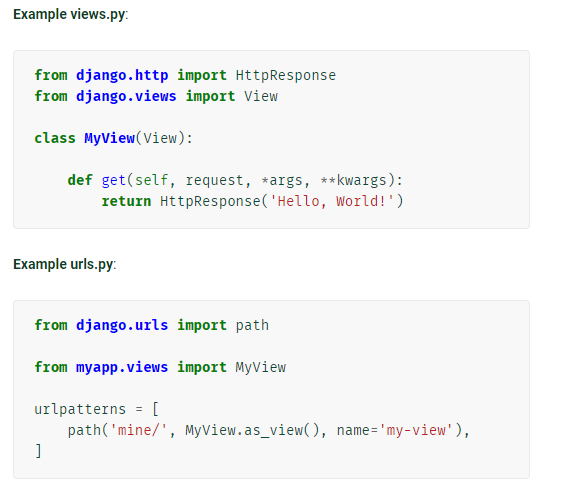 Example views.py:
from django.http import HttpResponse
from django.views import View
class MyView(View):
def get(self, request, *args, **kwargs):
return HttpResponse('Hello, World!')
Example urls.py:
from django.urls import path
from myapp.views import MyView
urlpatterns = [
path('mine/', MyView.as_view(), name='my-view'),
]